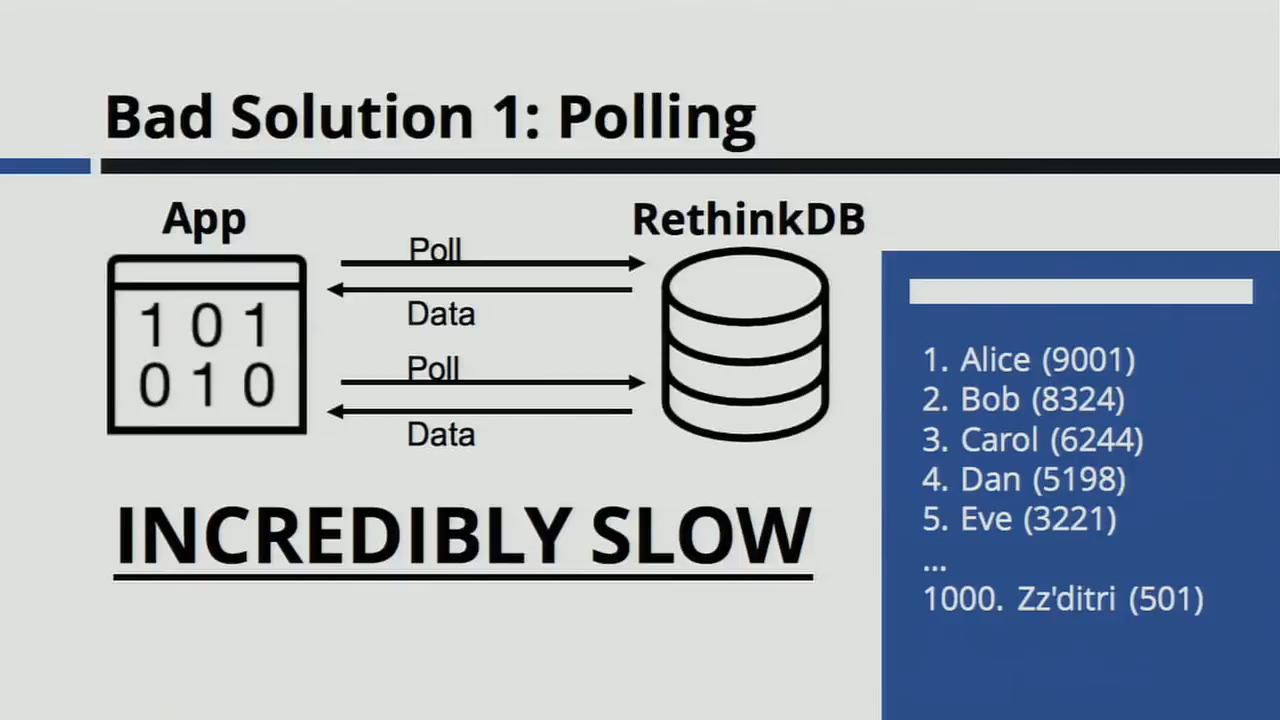 Bad Solution 1: Polling
App
RethinkDB
Poll
Data
Poll
Data
1 0 1
0 1 0
INCREDIBLY SLOW
1. Alice (9001)
2. Bob (8324)
3. Carol (6244)
4. Dan (5198)
5. Eve (3221)
...
1000. Zz'ditri (501)